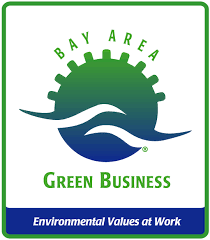 BAY AREA
®
GREEN BUSINESS
Environmental Values at Work